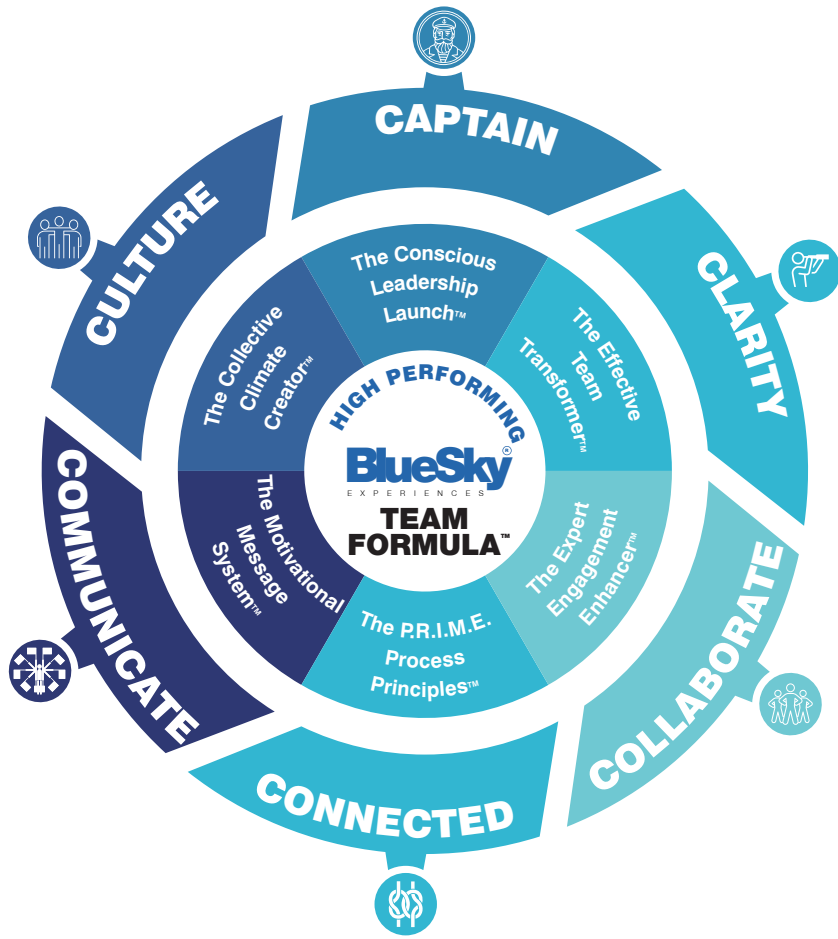 CAPTAIN
CLARITY
COLLABORATE
CONNECTED
COMMUNICATE
CULTURE
The Conscious
Leadership
Launch™
The Effective
Team
Transformer™
The Expert
Engagement
Enhancer™
The P.R.I.M.E.
Process
Principles™
The Motivational
Message
System™
The Collective
Climate
Creator™
HIGH PERFORMING
BlueSky®
EXPERIENCES
TEAM
FORMULA™